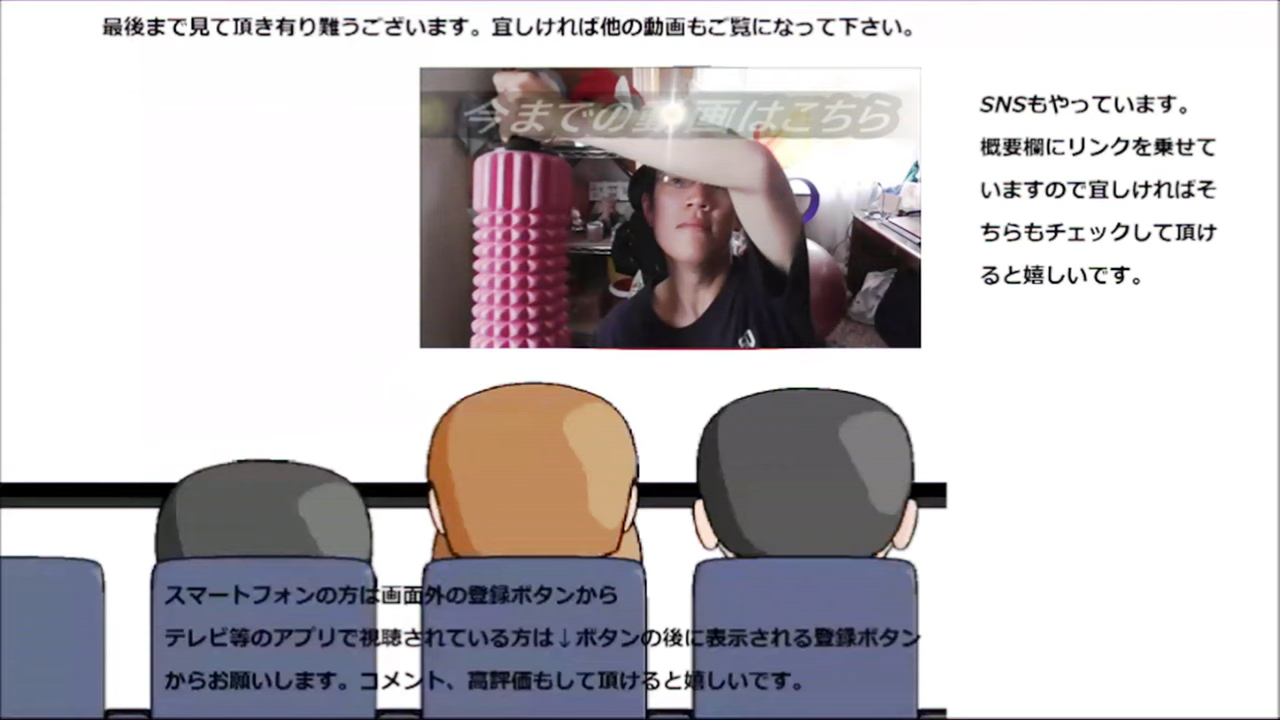 最後まで見て頂き有り難うございます。宜しければ他の動画もご覧になって下さい。
今までの動画はこちら
SNSもやっています。
概要欄にリンクを乗せて
いますので宜しければそ
ちらもチェックして頂け
ると嬉しいです。
スマートフォンの方は画面外の登録ボタンから
テレビ等のアプリで視聴されている方は↓ボタンの後に表示される登録ボタン
からお願いします。コメント、高評価もして頂けると嬉しいです。